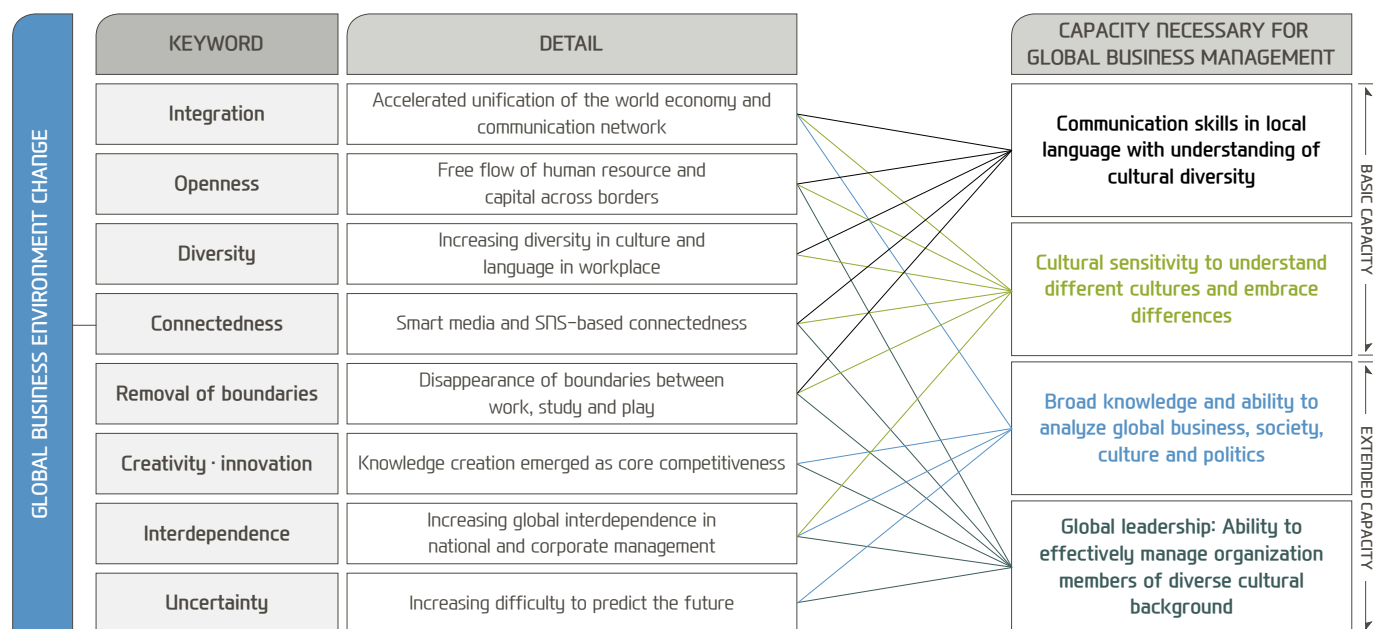 GLOBAL BUSINESS ENVIRONMENT CHANGE
KEYWORD
DETAIL
CAPACITY NECESSARY FOR
GLOBAL BUSINESS MANAGEMENT
Integration
Accelerated unification of the world economy and
communication network
Openness
Free flow of human resource and
capital across borders
Diversity
Increasing diversity in culture and
language in workplace
Connectedness
Smart media and SNS-based connectedness
Removal of boundaries
Disappearance of boundaries between
work, study and play
Creativity · innovation
Knowledge creation emerged as core competitiveness
Interdependence
Increasing global interdependence in
national and corporate management
Uncertainty
Increasing difficulty to predict the future
Communication skills in local
language with understanding of
cultural diversity
Cultural sensitivity to understand
different cultures and embrace
differences
Broad knowledge and ability to
analyze global business, society,
culture and politics
Global leadership: Ability to
effectively manage organization
members of diverse cultural
background
BASIC CAPACITY
EXTENDED CAPACITY